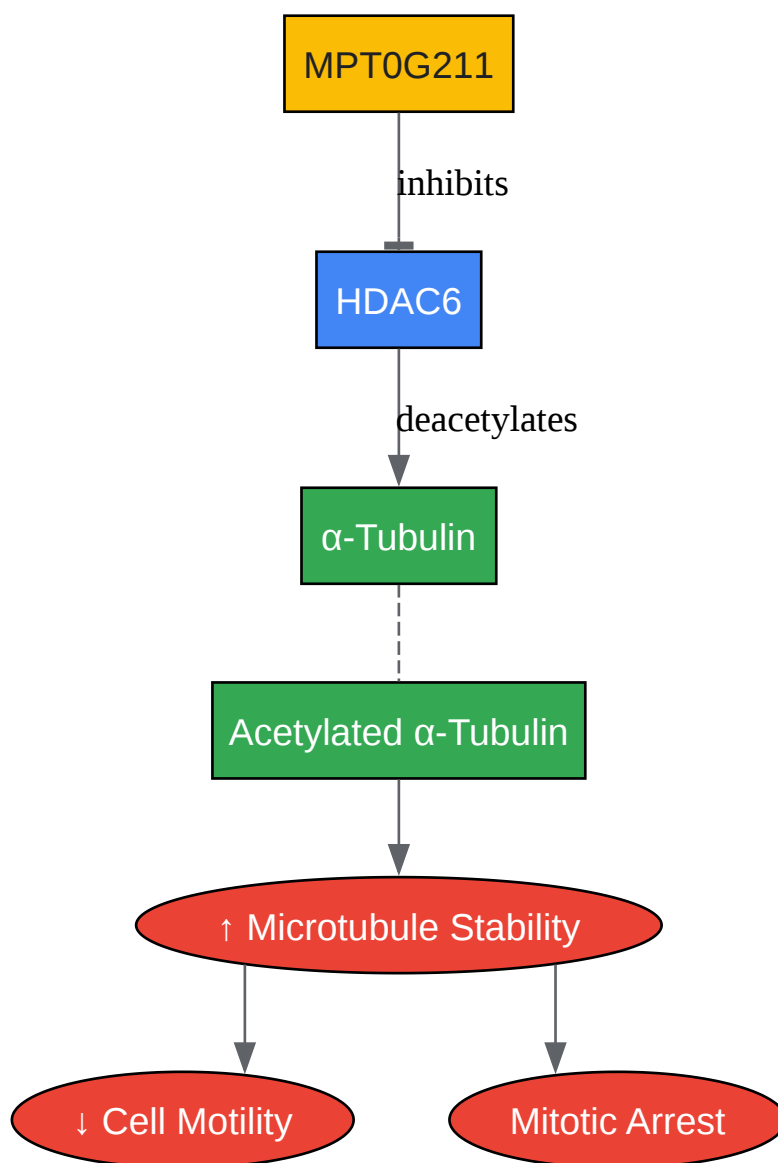 MPT0G211
inhibits
HDAC6
deacetylates
α-Tubulin
Acetylated α-Tubulin
↑ Microtubule Stability
↓ Cell Motility
Mitotic Arrest